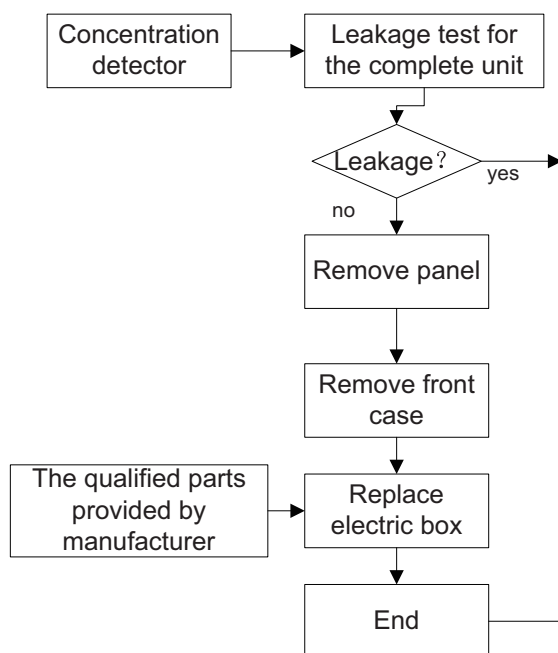 Concentration
detector
Leakage test for
the complete unit
Leakage？
yes
no
Remove panel
Remove front
case
The qualified parts
provided by
manufacturer
Replace
electric box
End